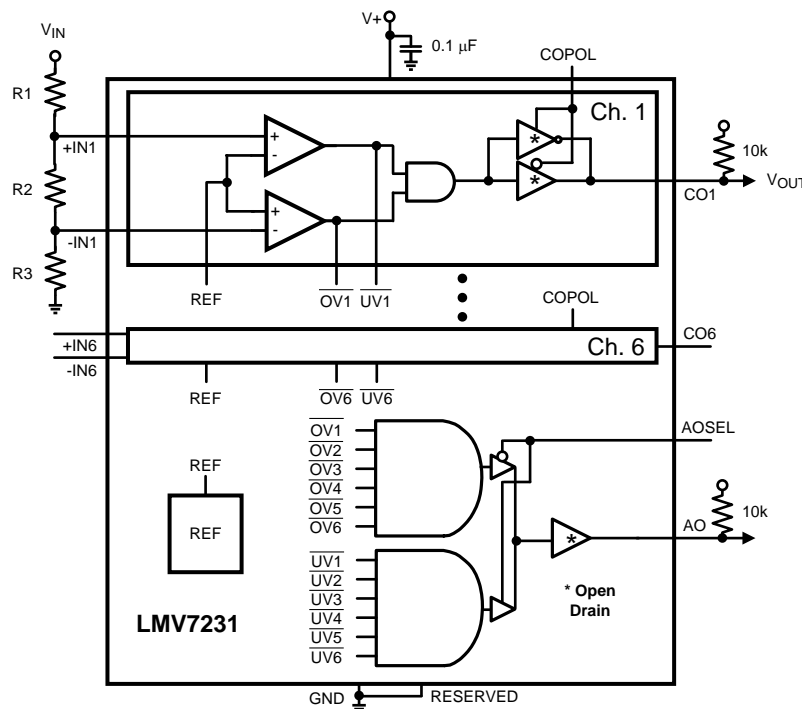 V+
VIN
0.1 μF
COPOL
R1
Ch. 1
+IN1
+
-
*
10k
R2
*
VOUT
CO1
+
-
-IN1
R3
REF
OV1
UV1
COPOL
+IN6
Ch. 6
CO6
-IN6
REF
OV6
UV6
OV1
OV2
OV3
OV4
OV5
OV6
AOSEL
REF
REF
10k
AO
*
UV1
UV2
UV3
UV4
UV5
UV6
* Open
Drain
LMV7231
GND
RESERVED